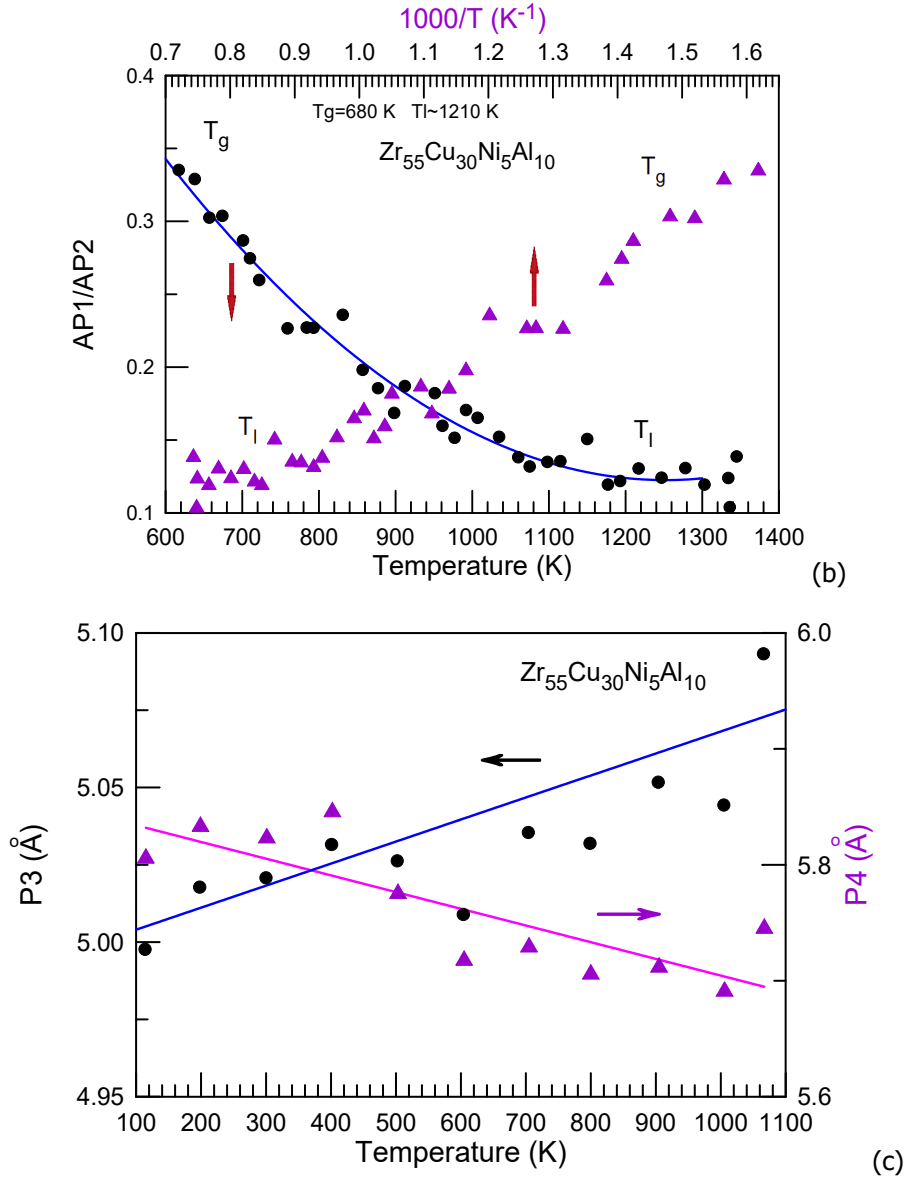 1000/T (K-1)
0.7 0.8 0.9 1.0 1.1 1.2 1.3 1.4 1.5 1.6
0.4
Tg=680 K Tl~1210 K
Tg
Zr55Cu30Ni5Al10
Tg
0.3
AP1/AP2
0.2
Tl
Tl
0.1
600 700 800 900 1000 1100 1200 1300 1400
Temperature (K)
(b)
5.10
6.0
Zr55Cu30Ni5Al10
5.05
P3 (Å)
5.8
P4 (Å)
5.00
4.95
5.6
100 200 300 400 500 600 700 800 900 1000 1100
Temperature (K)
(c)